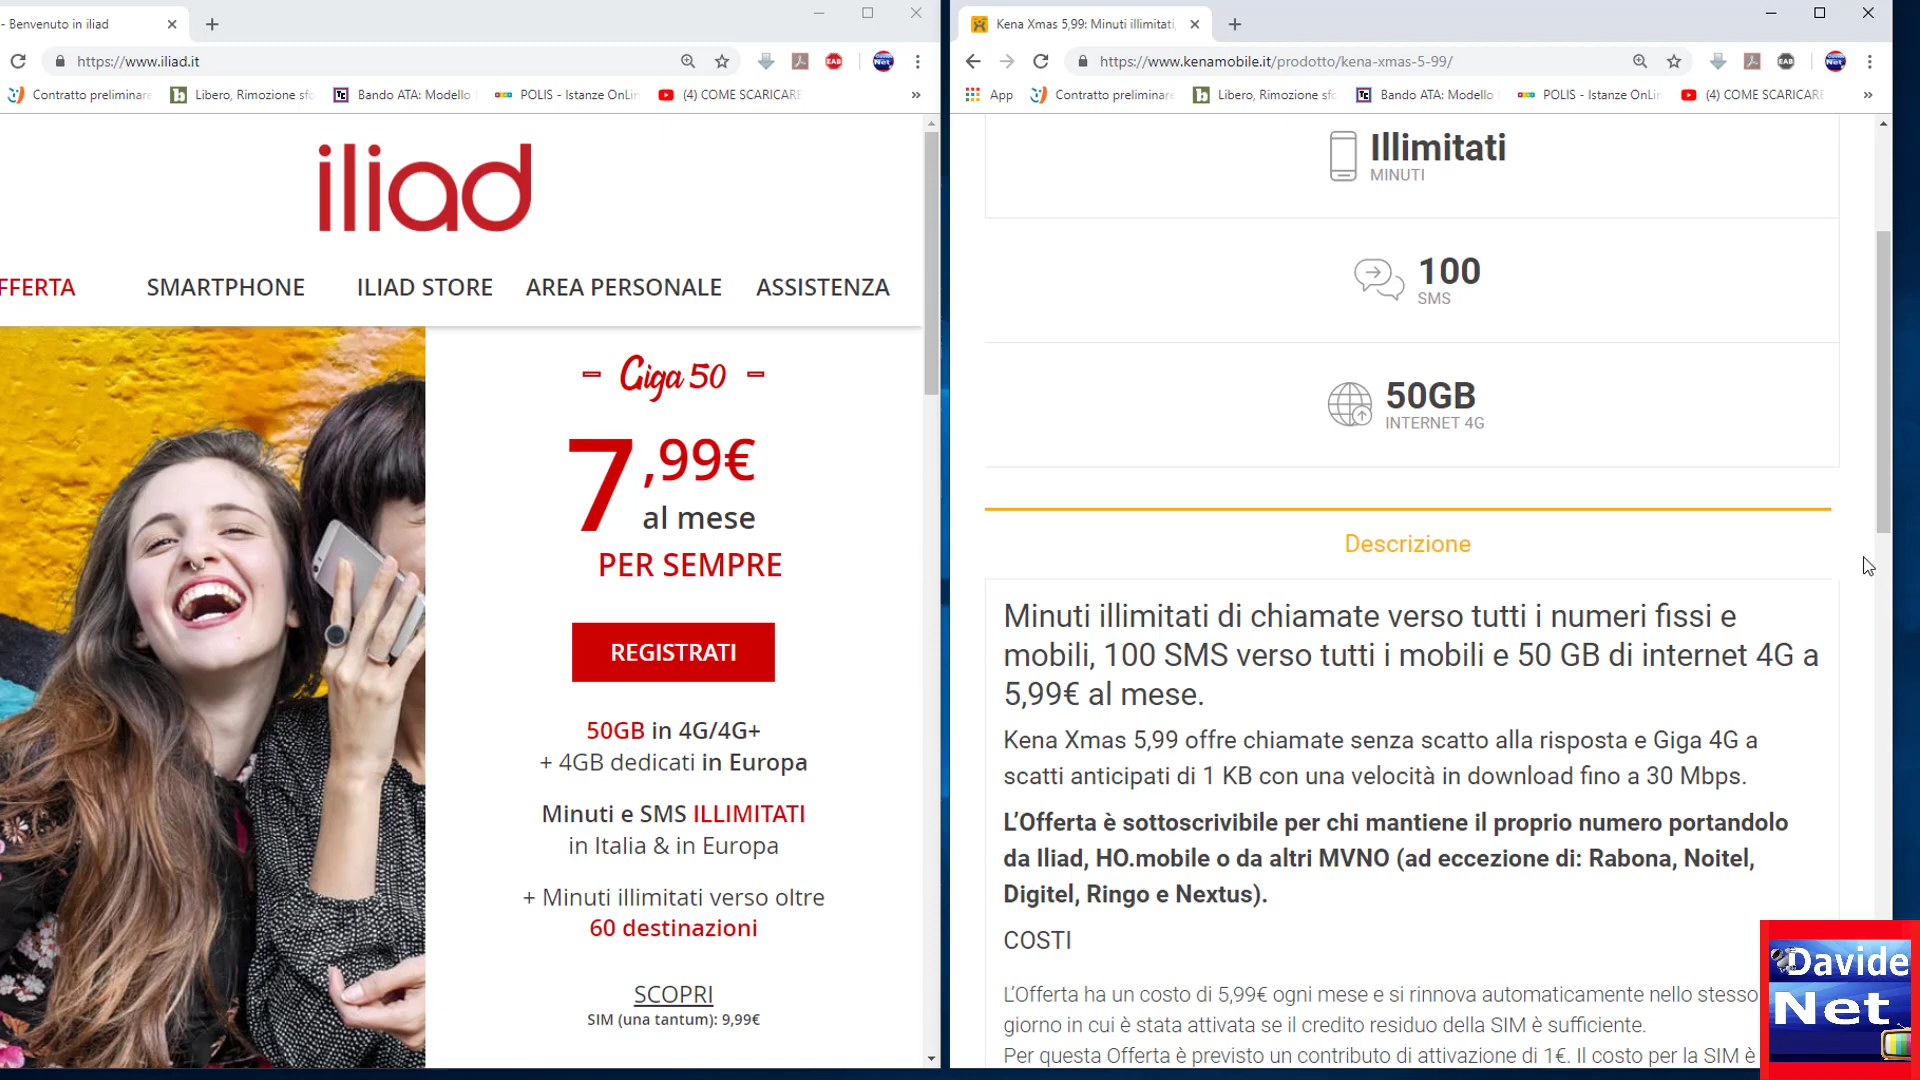 - Benvenuto in iliad
https://www.iliad.it
Contratto preliminare
Libero, Rimozione sfo
Bando ATA: Modello
POLIS - Istanze OnLin
(4) COME SCARICARE
»
iliad
FFERTA
SMARTPHONE
ILIAD STORE
AREA PERSONALE
ASSISTENZA
- Giga 50 -
7,99€
al mese
PER SEMPRE
REGISTRATI
50GB in 4G/4G+
+ 4GB dedicati in Europa
Minuti e SMS ILLIMITATI
in Italia & in Europa
+ Minuti illimitati verso oltre
60 destinazioni
SCOPRI
SIM (una tantum): 9,99€
Kena Xmas 5,99: Minuti illimitati,
https://www.kenamobile.it/prodotto/kena-xmas-5-99/
App
Contratto preliminare
Libero, Rimozione sfo
Bando ATA: Modello
POLIS - Istanze OnLin
(4) COME SCARICARE
»
Illimitati
MINUTI
100
SMS
50GB
INTERNET 4G
Descrizione
Minuti illimitati di chiamate verso tutti i numeri fissi e
mobili, 100 SMS verso tutti i mobili e 50 GB di internet 4G a
5,99€ al mese.
Kena Xmas 5,99 offre chiamate senza scatto alla risposta e Giga 4G a
scatti anticipati di 1 KB con una velocità in download fino a 30 Mbps.
L'Offerta è sottoscrivibile per chi mantiene il proprio numero portandolo
da Iliad, HO.mobile o da altri MVNO (ad eccezione di: Rabona, Noitel,
Digitel, Ringo e Nextus).
COSTI
L'Offerta ha un costo di 5,99€ ogni mese e si rinnova automaticamente nello stesso
giorno in cui è stata attivata se il credito residuo della SIM è sufficiente.
Per questa Offerta è previsto un contributo di attivazione di 1€. Il costo per la SIM è
Davide
Net